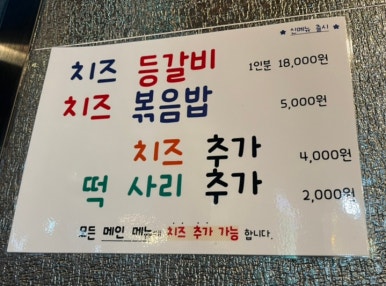 ★ 신메뉴 출시 ★
치즈 등갈비 1인분 18,000원
치즈 볶음밥 5,000원
치즈 추가 4,000원
떡 사리 추가 2,000원
모든 메인 메뉴에 치즈 추가 가능 합니다.